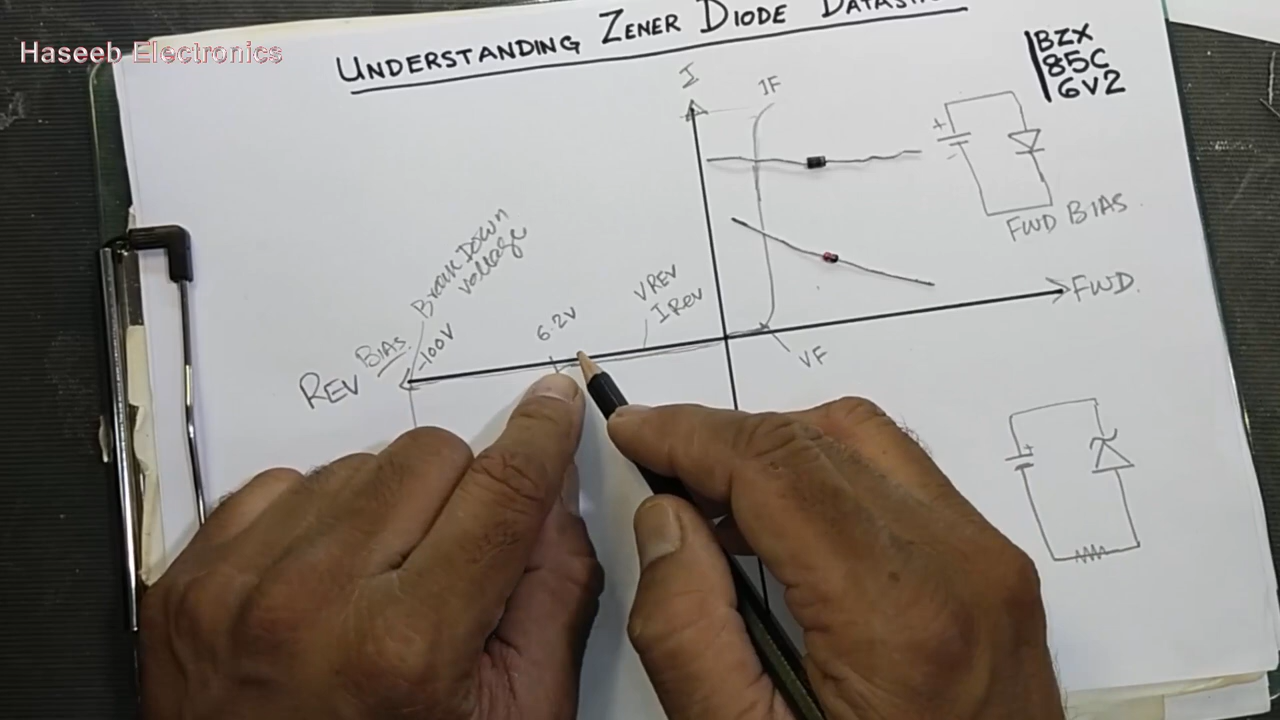 Haseeb Electronics
UNDERSTANDING ZENER DIODE
BZX
85C
6V2
I
IF
+
-
FWD BIAS.
Break Down
Voltage
VREV
IREV
6.2V
-100V
REV BIAS.
FWD.
VF
+